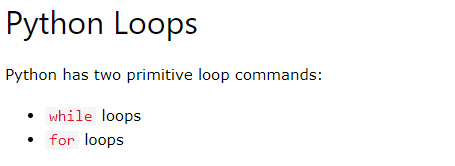 Python Loops
Python has two primitive loop commands:
• while loops
• for loops